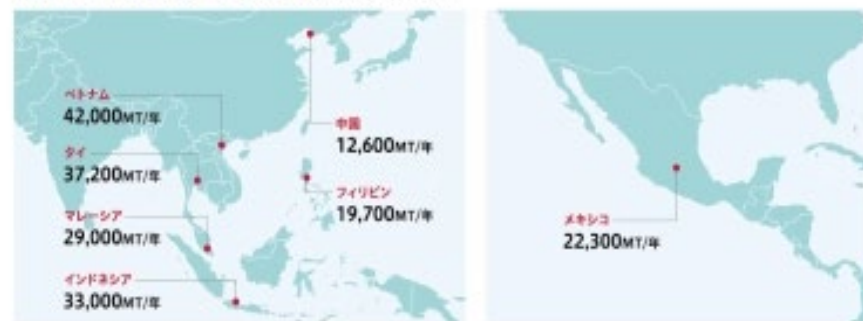 ベトナム
42,000MT/年
タイ
37,200MT/年
マレーシア
29,000MT/年
インドネシア
33,000MT/年
中国
12,600MT/年
フィリピン
19,700MT/年
メキシコ
22,300MT/年